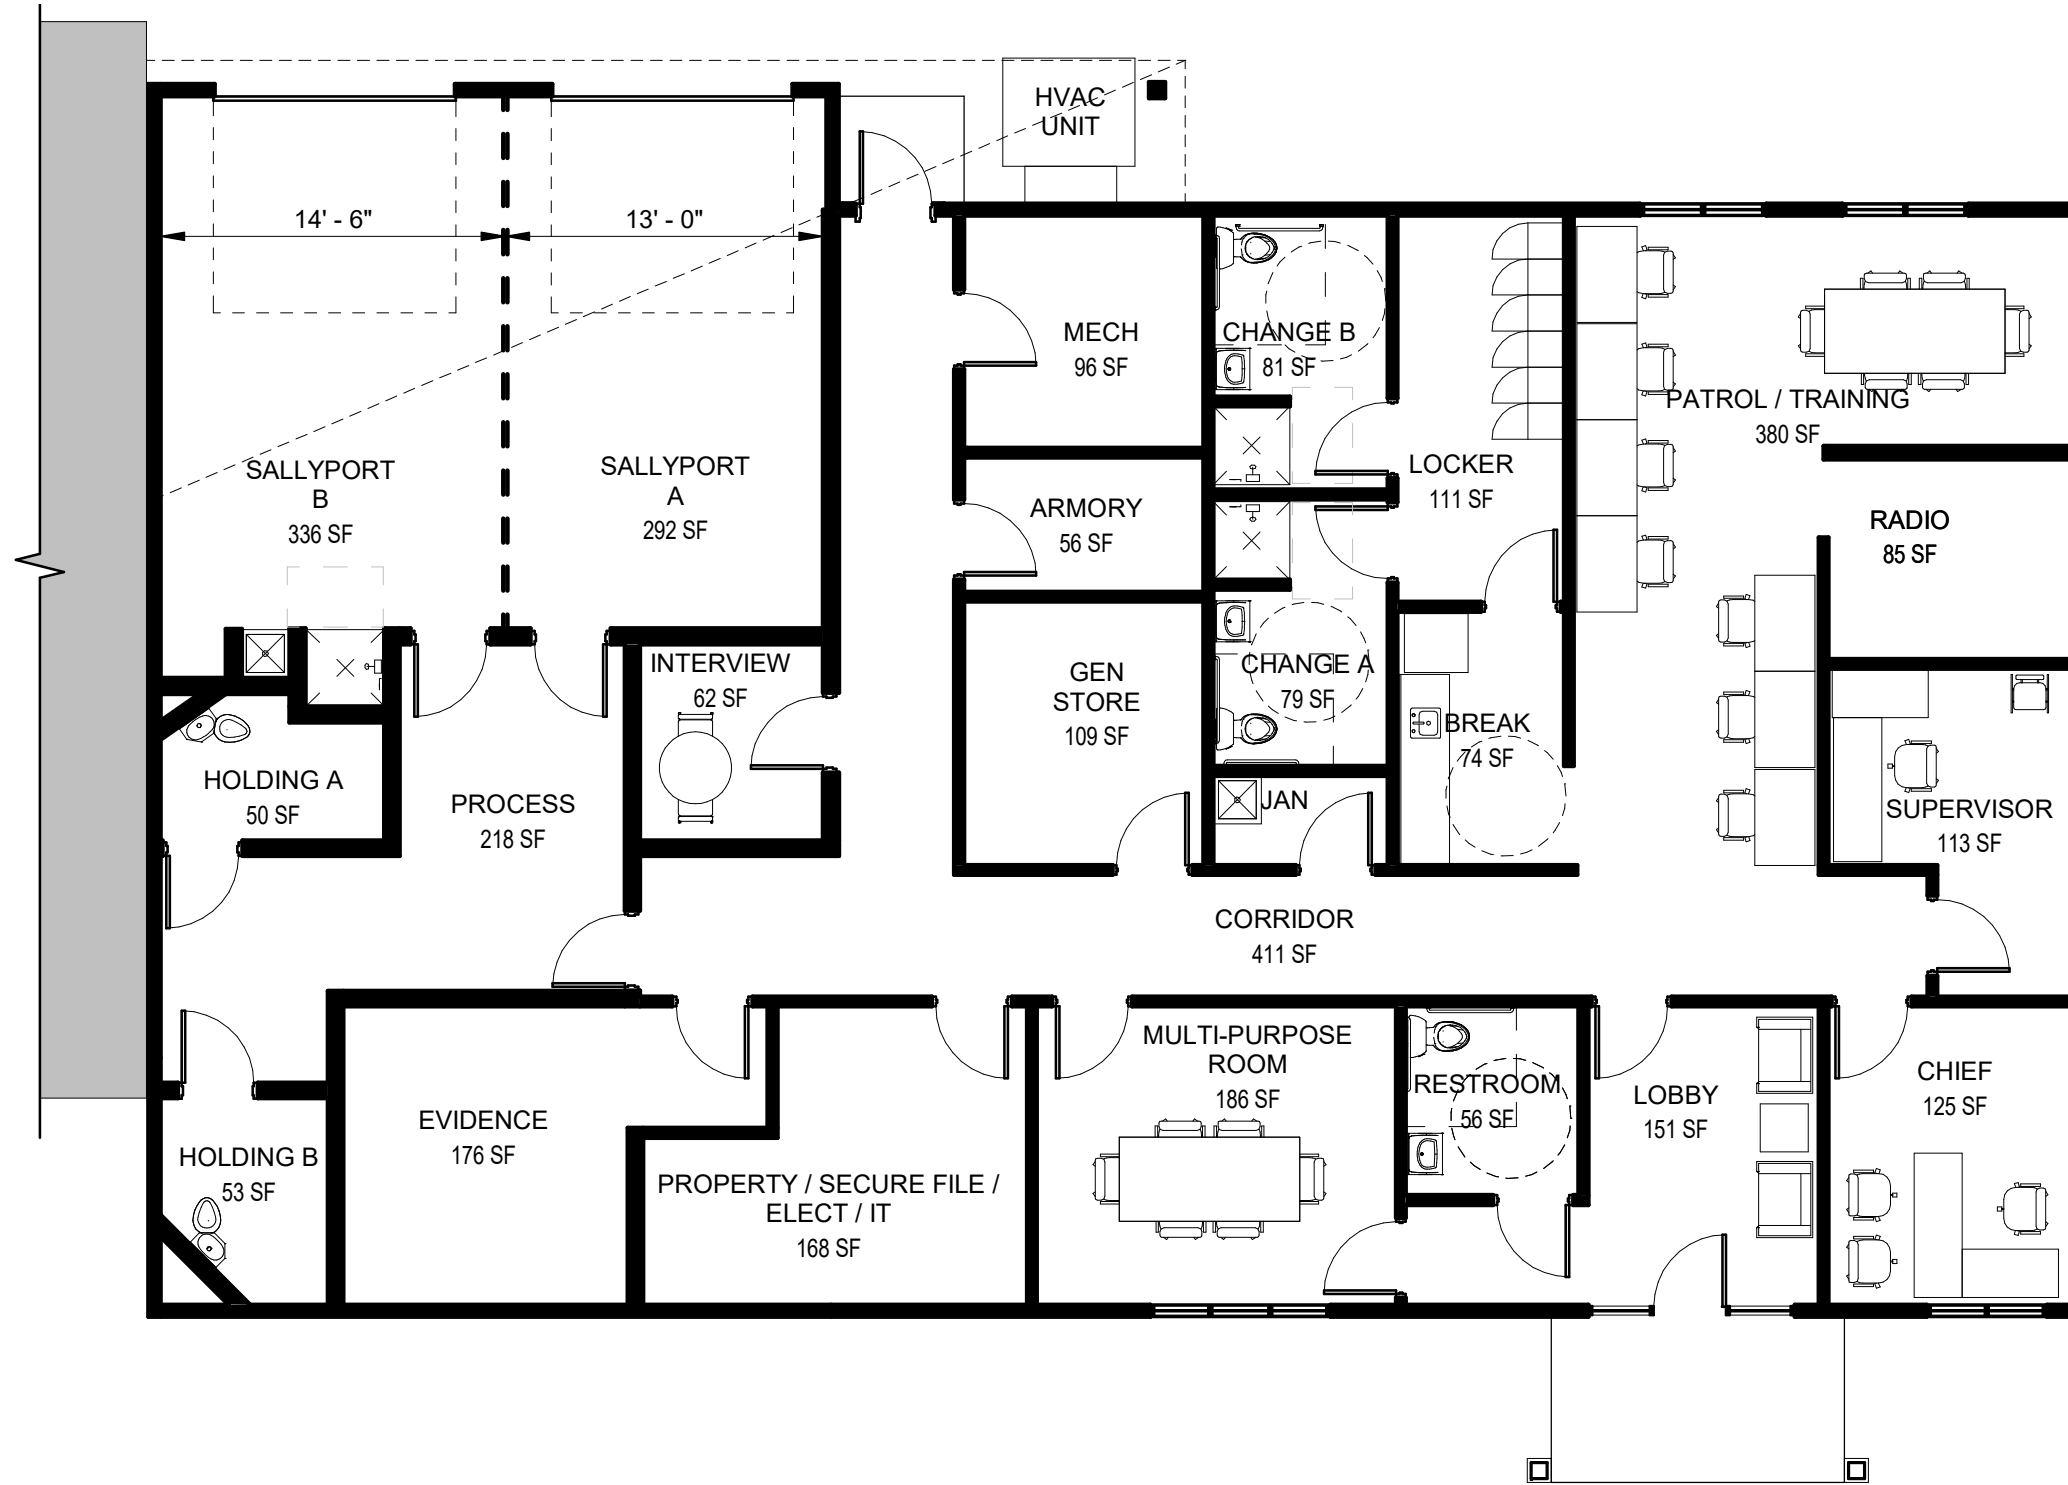 HVAC
UNIT
14' - 6"
13' - 0"
MECH
96 SF
CHANGE B
81 SF
PATROL / TRAINING
380 SF
SALLYPORT
B
336 SF
SALLYPORT
A
292 SF
LOCKER
111 SF
ARMORY
56 SF
RADIO
85 SF
INTERVIEW
62 SF
GEN
STORE
109 SF
CHANGE A
79 SF
BREAK
74 SF
HOLDING A
50 SF
PROCESS
218 SF
JAN
SUPERVISOR
113 SF
CORRIDOR
411 SF
MULTI-PURPOSE
ROOM
186 SF
RESTROOM
56 SF
LOBBY
151 SF
CHIEF
125 SF
EVIDENCE
176 SF
HOLDING B
53 SF
PROPERTY / SECURE FILE /
ELECT / IT
168 SF